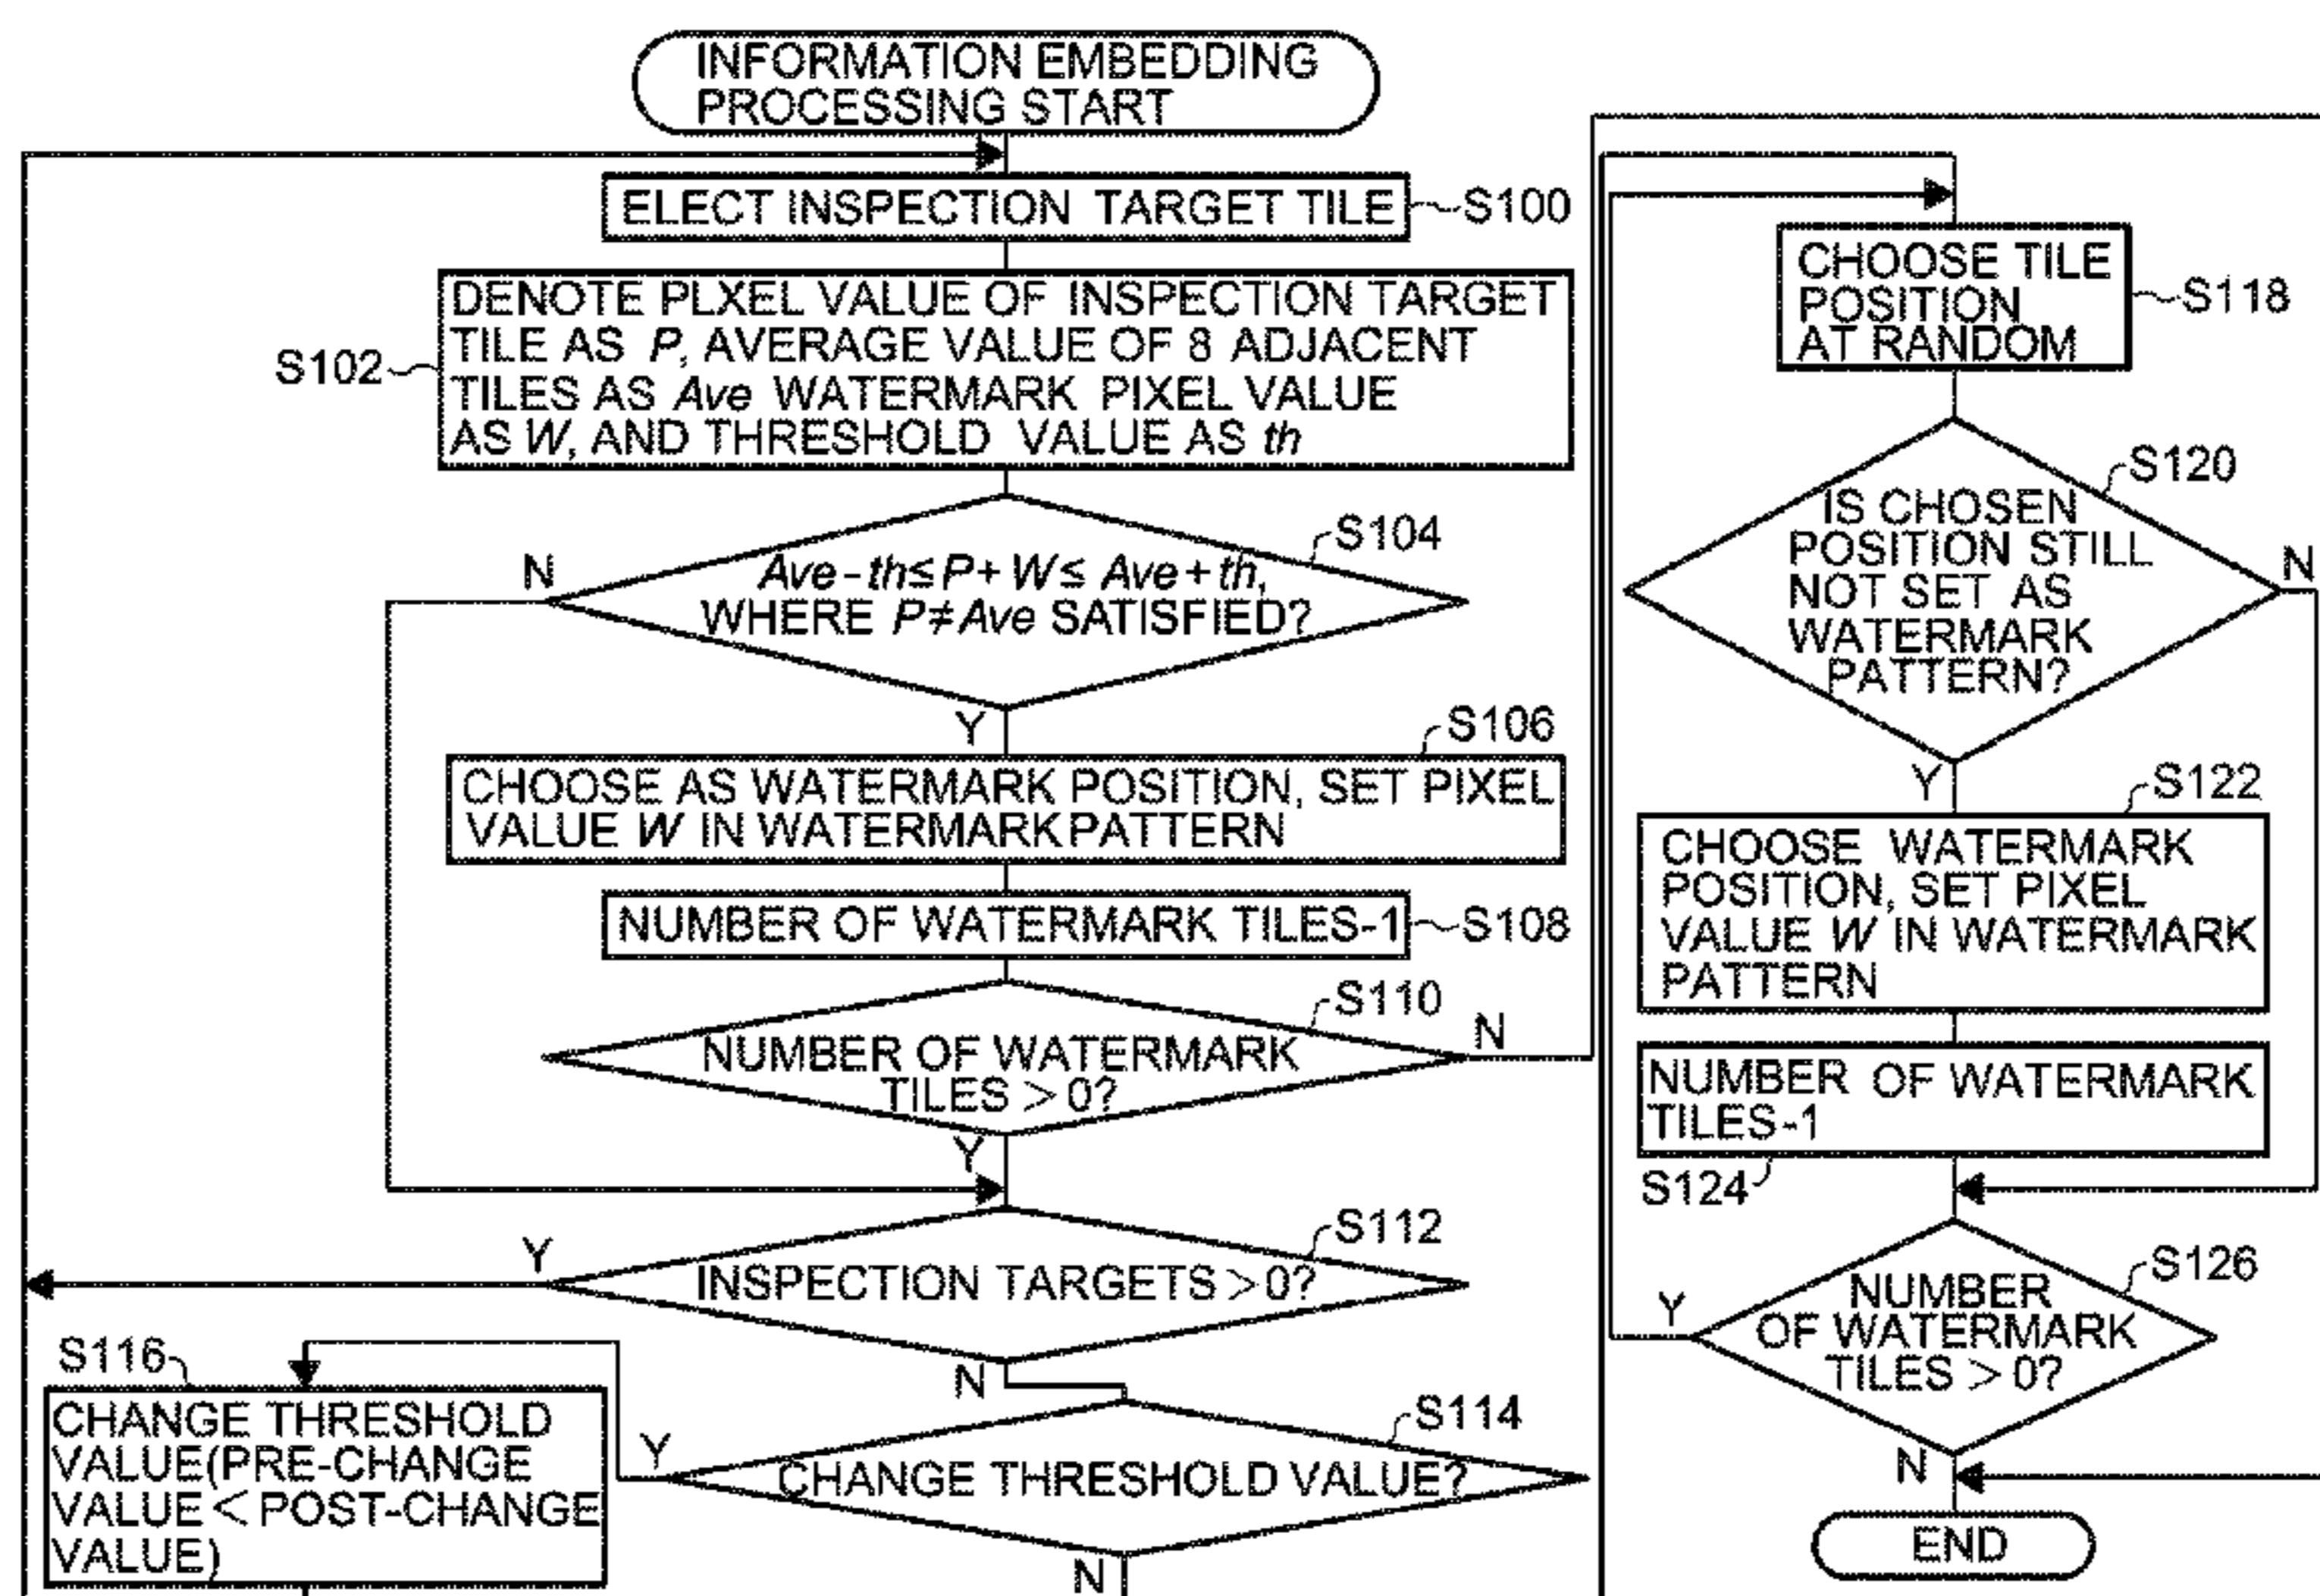 INFORMATION EMBEDDING
PROCESSING START
ELECT INSPECTION TARGET TILE
S100
DENOTE PLXEL VALUE OF INSPECTION TARGET
TILE AS P, AVERAGE VALUE OF 8 ADJACENT
TILES AS Ave WATERMARK PIXEL VALUE
AS W, AND THRESHOLD VALUE AS th
S102
S104
N
Ave-th≤P+W≤ Ave+th,
WHERE P≠Ave SATISFIED?
Y
S106
CHOOSE AS WATERMARK POSITION, SET PIXEL
VALUE W IN WATERMARK PATTERN
NUMBER OF WATERMARK TILES-1
S108
S110
NUMBER OF WATERMARK
TILES > 0?
N
Y
S112
Y
INSPECTION TARGETS >0?
N
S116
CHANGE THRESHOLD
VALUE(PRE-CHANGE
VALUE < POST-CHANGE
VALUE)
S114
Y
CHANGE THRESHOLD VALUE?
N
CHOOSE TILE
POSITION
AT RANDOM
S118
S120
IS CHOSEN
POSITION STILL
NOT SET AS
WATERMARK
PATTERN?
N
Y
S122
CHOOSE WATERMARK
POSITION, SET PIXEL
VALUE W IN WATERMARK
PATTERN
NUMBER OF WATERMARK
TILES-1
S124
S126
Y
NUMBER
OF WATERMARK
TILES > 0?
N
END